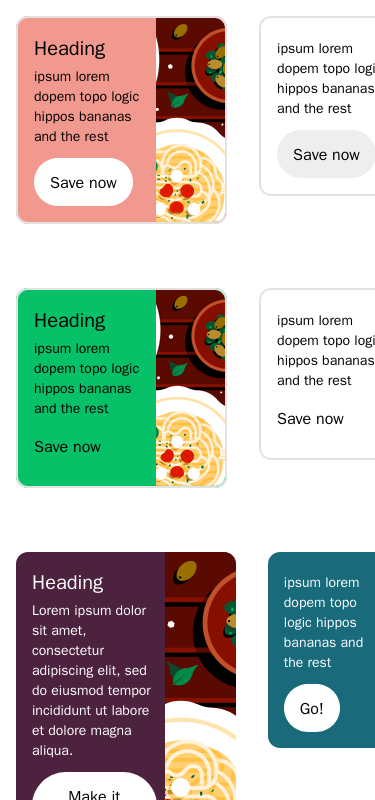 Heading
ipsum lorem
dopem topo logic
hippos bananas
and the rest
Save now
ipsum lorem
dopem topo logi
hippos bananas
and the rest
Save now
Heading
ipsum lorem
dopem topo logic
hippos bananas
and the rest
Save now
ipsum lorem
dopem topo logi
hippos bananas
and the rest
Save now
Heading
Lorem ipsum dolor
sit amet,
consectetur
adipiscing elit, sed
do eiusmod tempor
incididunt ut labore
et dolore magna
aliqua.
Make it
ipsum lorem
dopem topo
logic hippos
bananas and
the rest
Go!